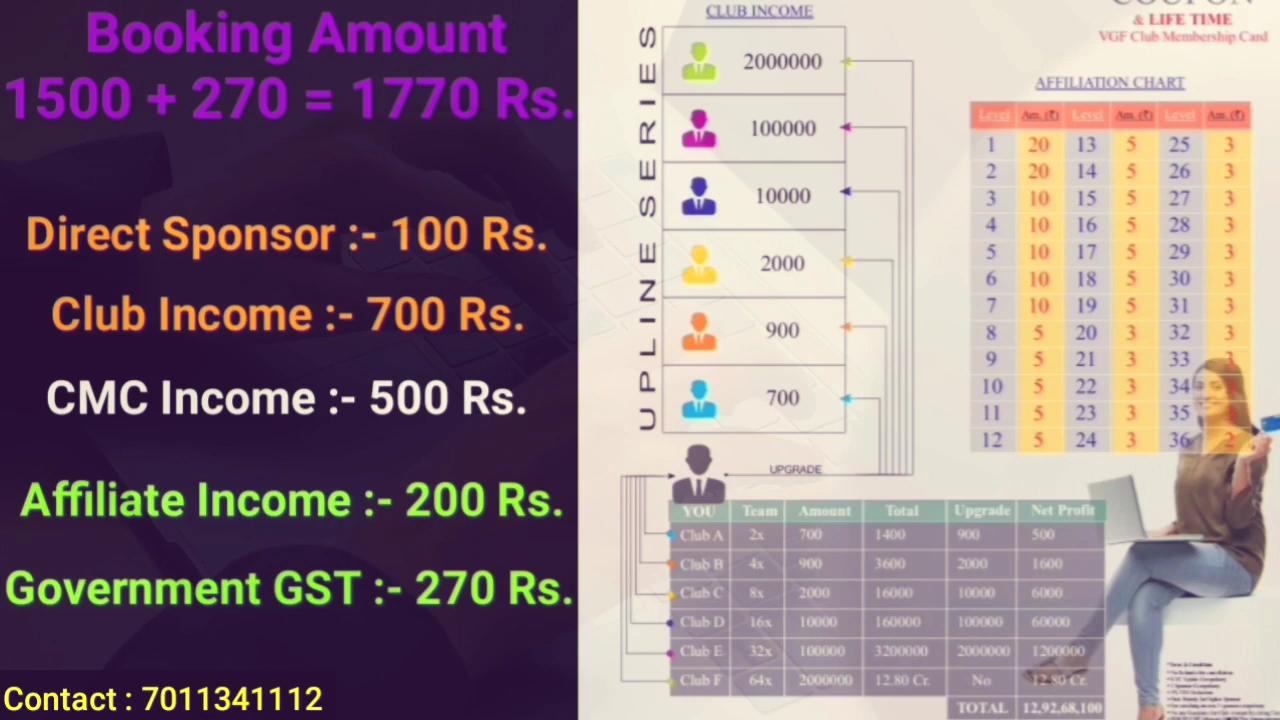 Booking Amount
1500 + 270 = 1770 Rs.
Direct Sponsor :- 100 Rs.
Club Income :- 700 Rs.
CMC Income :- 500 Rs.
Affiliate Income :- 200 Rs.
Government GST :- 270 Rs.
Contact : 7011341112
CLUB INCOME
UPLINE SERIES
2000000
100000
10000
2000
900
700
UPGRADE
YOU Team Amount Total Upgrade Net Profit
Club A 2x 700 1400 900 500
Club B 4x 900 3600 2000 1600
Club C 8x 2000 16000 10000 6000
Club D 16x 10000 160000 100000 60000
Club E 32x 100000 3200000 2000000 1200000
Club F 64x 2000000 12.80 No 12.80 Cr.
TOTAL 12,92,68,100
COUPON
& LIFE TIME
VGF Club Membership Card
AFFILIATION CHART
Level Am. (₹) Level Am. (₹) Level Am. (₹)
1 20 13 5 25 3
2 20 14 5 26 3
3 10 15 5 27 3
4 10 16 5 28 3
5 10 17 5 29 3
6 10 18 5 30 3
7 10 19 5 31 3
8 5 20 3 32 3
9 5 21 3 33 3
10 5 22 3 34
11 5 23 3 35
12 5 24 3 36 2